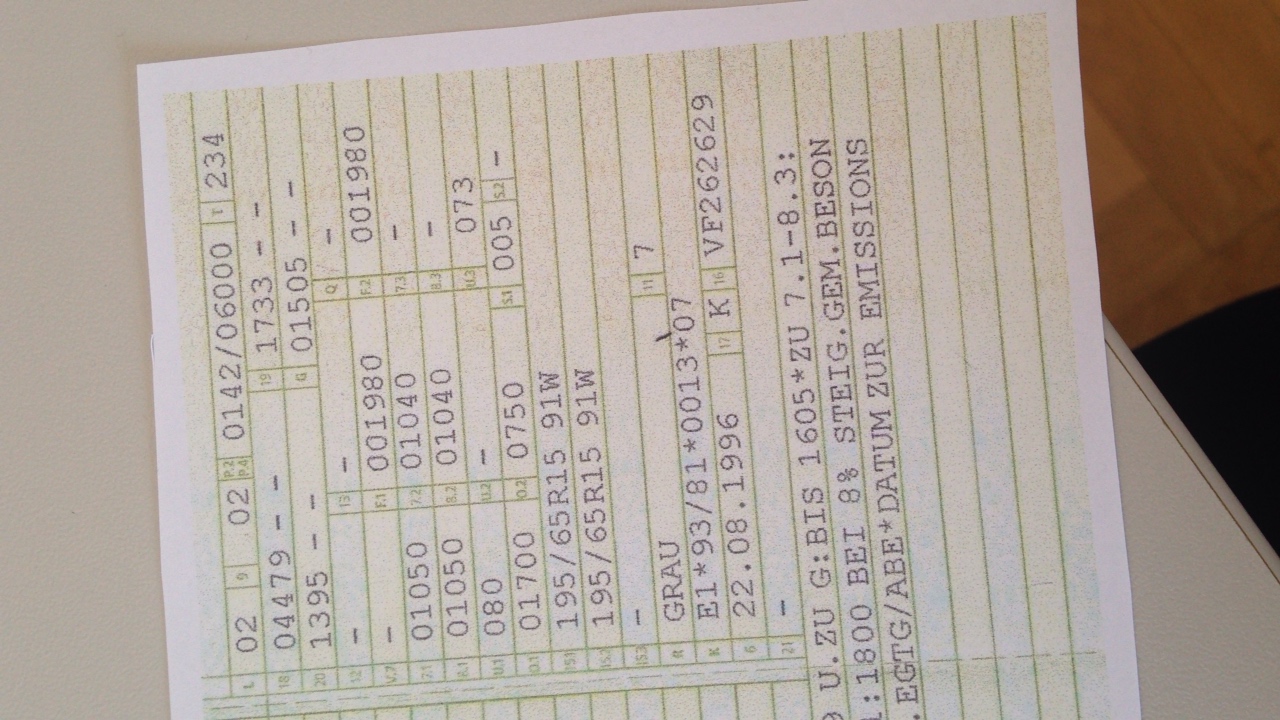 L 02 9 02 P.2 P.4 0142/06000 T 234
18 04479 - - 19 1733 - -
20 1395 - - G 01505 - -
12 - 13 - Q -
V.7 - F.1 001980 F.2 001980
7.1 01050 7.2 01040 7.3 -
8.1 01050 8.2 01040 8.3 -
U.1 080 U.2 - U.3 073
O.1 01700 O.2 0750 S.1 005 S.2 -
15.1 195/65R15 91W
15.2 195/65R15 91W
15.3 -
R GRAU 11 7
K E1*93/81*0013*07
6 22.08.1996 17 K 16 VF262629
21 -
9 U.ZU G:BIS 1605*ZU 7.1-8.3:
1:1800 BEI 8% STEIG.GEM.BESON
.EGTG/ABE*DATUM ZUR EMISSIONS